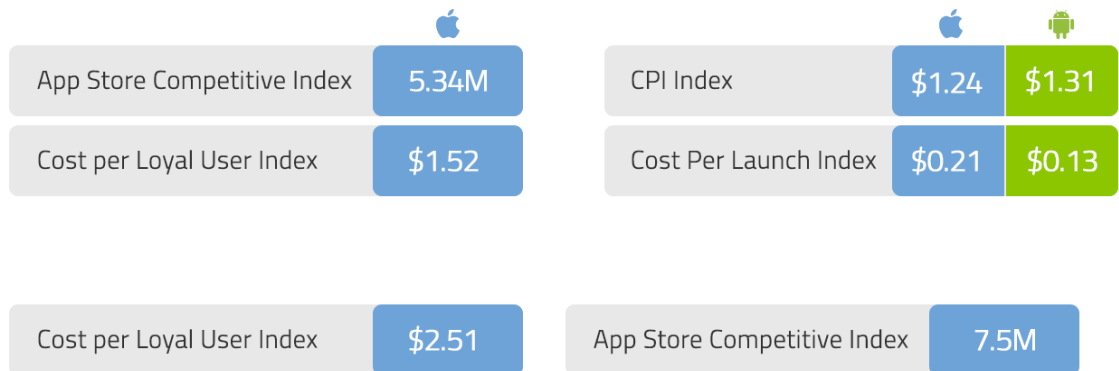 App Store Competitive Index 5.34M
Cost per Loyal User Index $1.52
CPI Index $1.24 $1.31
Cost Per Launch Index $0.21 $0.13
Cost per Loyal User Index $2.51
App Store Competitive Index 7.5M